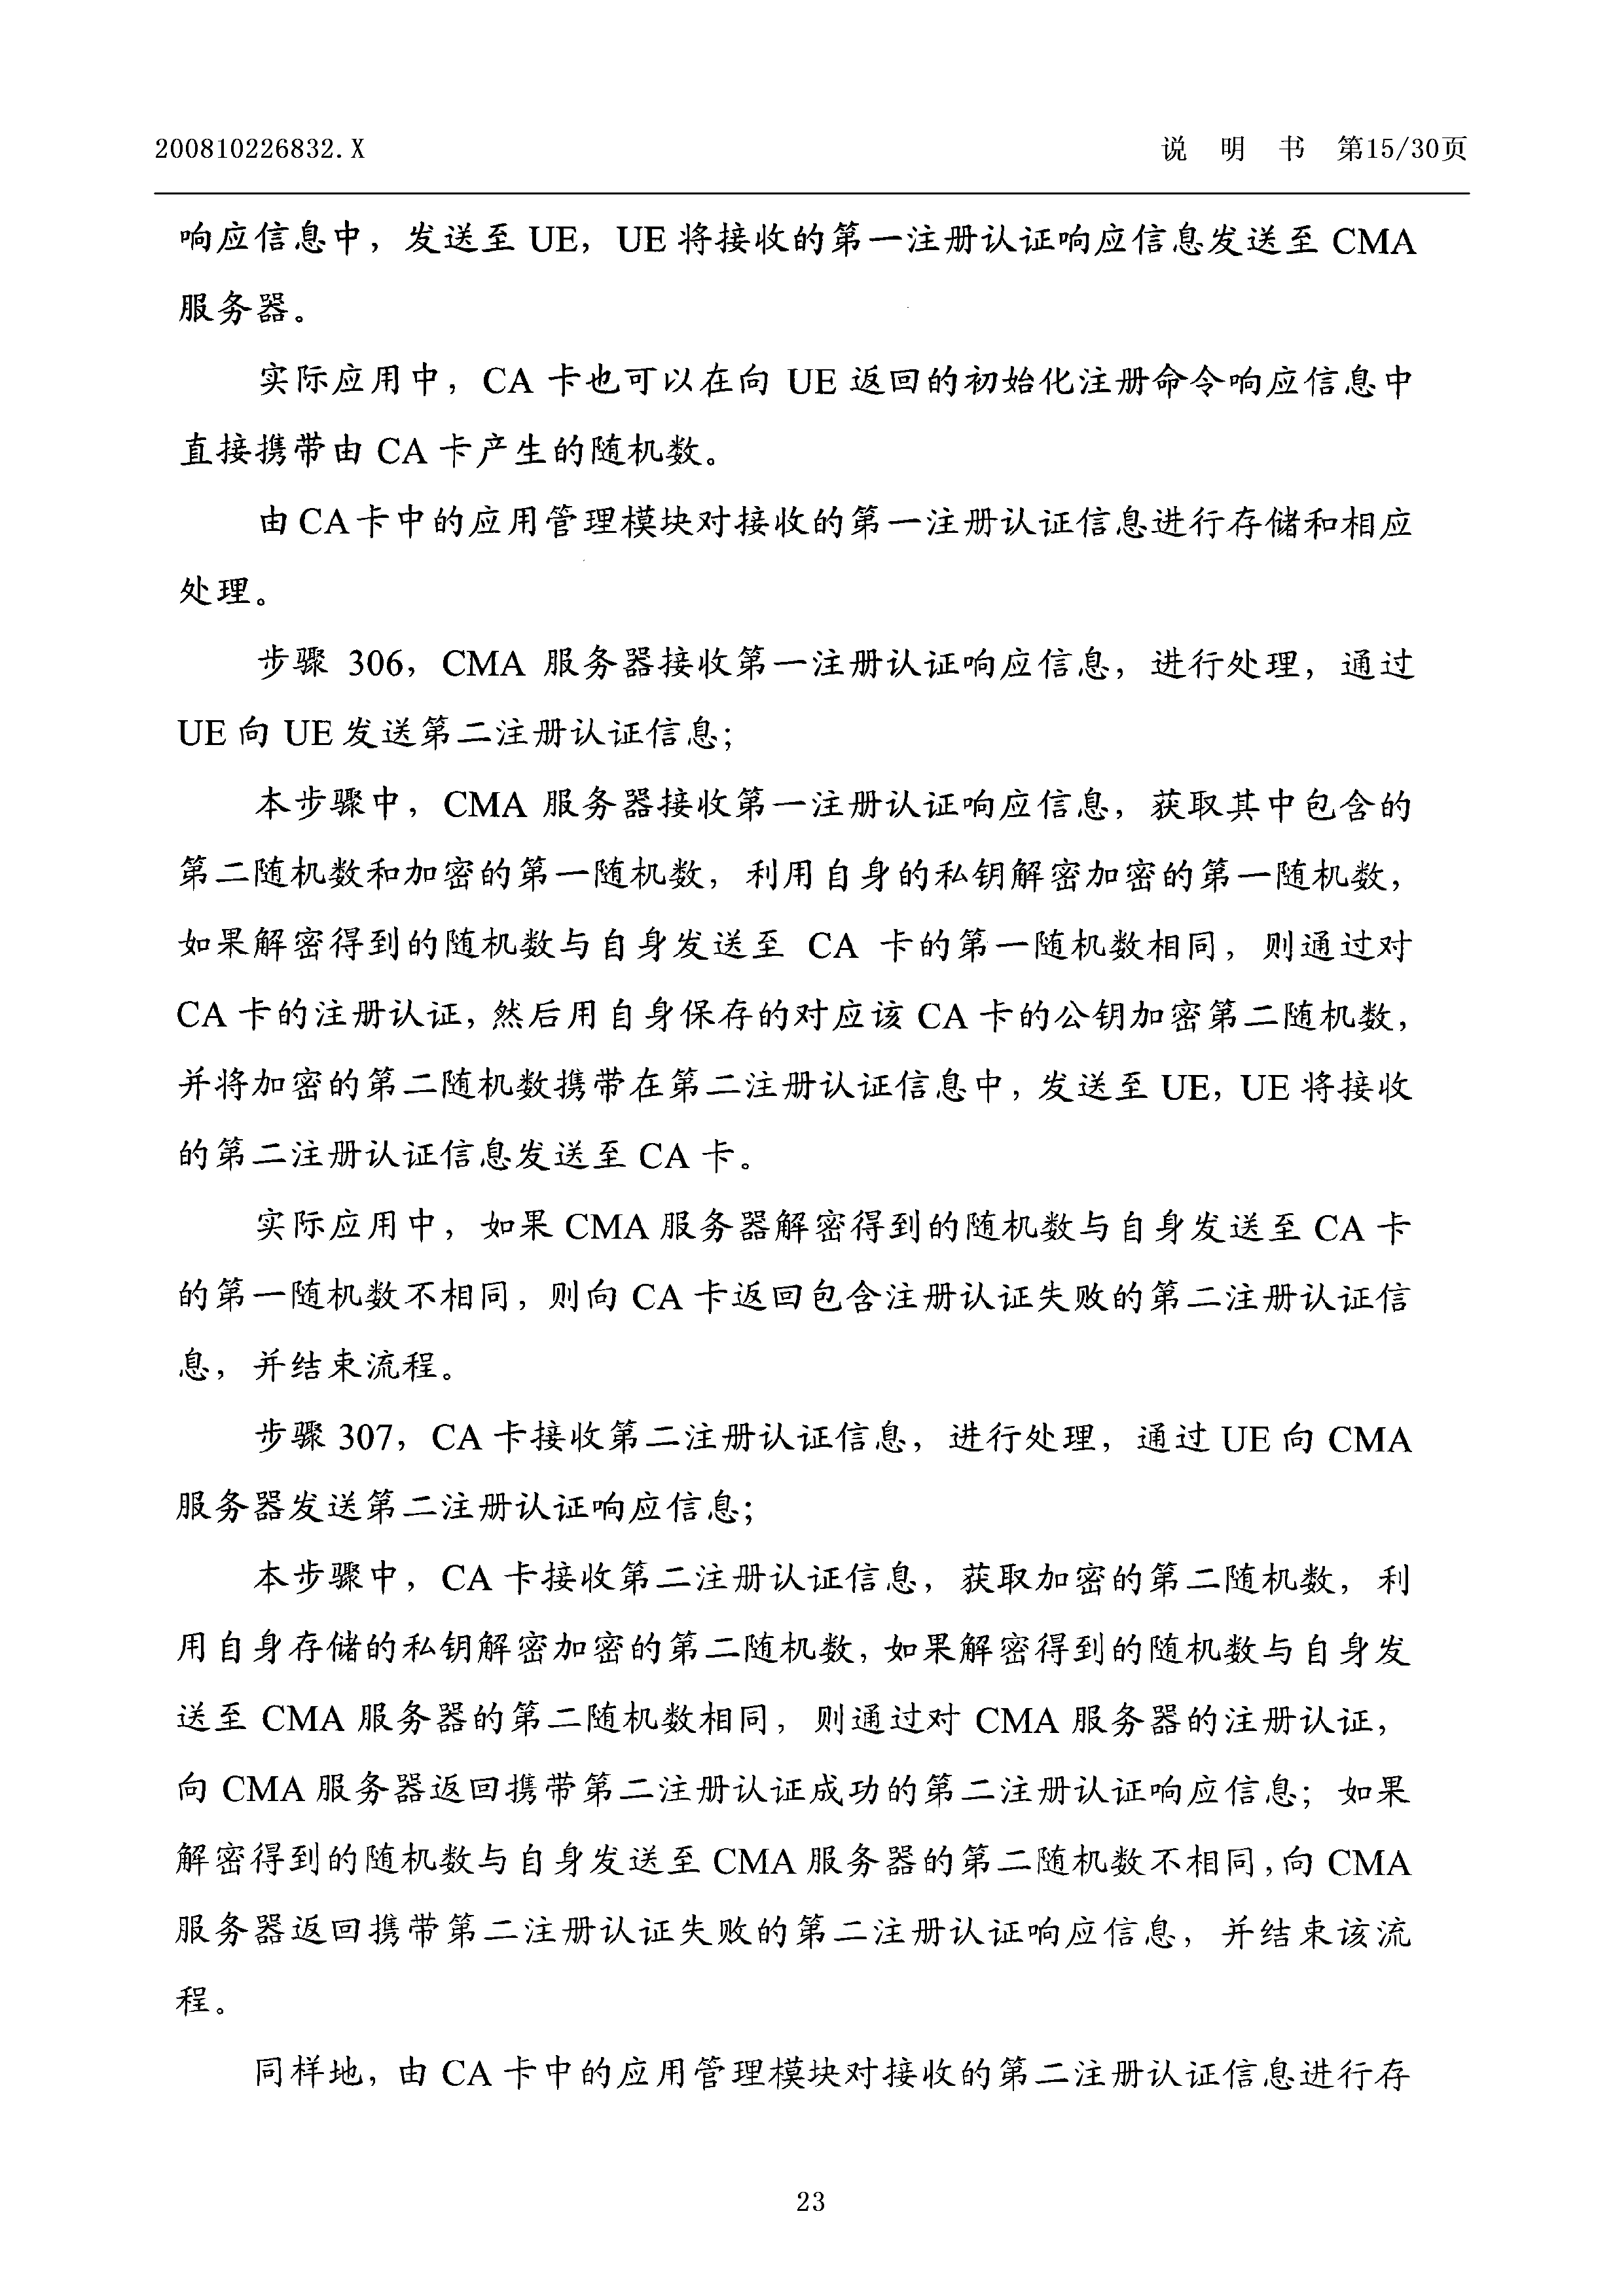 200810226832.X 说 明 书 第15/30页
响应信息中，发送至 UE，UE 将接收的第一注册认证响应信息发送至 CMA
服务器。
实际应用中，CA 卡也可以在向 UE 返回的初始化注册命令响应信息中
直接携带由 CA 卡产生的随机数。
由CA卡中的应用管理模块对接收的第一注册认证信息进行存储和相应
处理。
步骤 306，CMA 服务器接收第一注册认证响应信息，进行处理，通过
UE 向 UE 发送第二注册认证信息；
本步骤中，CMA 服务器接收第一注册认证响应信息，获取其中包含的
第二随机数和加密的第一随机数，利用自身的私钥解密加密的第一随机数，
如果解密得到的随机数与自身发送至 CA 卡的第一随机数相同，则通过对
CA 卡的注册认证，然后用自身保存的对应该 CA 卡的公钥加密第二随机数，
并将加密的第二随机数携带在第二注册认证信息中，发送至 UE，UE 将接收
的第二注册认证信息发送至 CA 卡。
实际应用中，如果 CMA 服务器解密得到的随机数与自身发送至 CA 卡
的第一随机数不相同，则向 CA 卡返回包含注册认证失败的第二注册认证信
息，并结束流程。
步骤 307，CA 卡接收第二注册认证信息，进行处理，通过 UE 向 CMA
服务器发送第二注册认证响应信息；
本步骤中，CA 卡接收第二注册认证信息，获取加密的第二随机数，利
用自身存储的私钥解密加密的第二随机数，如果解密得到的随机数与自身发
送至 CMA 服务器的第二随机数相同，则通过对 CMA 服务器的注册认证，
向 CMA 服务器返回携带第二注册认证成功的第二注册认证响应信息；如果
解密得到的随机数与自身发送至 CMA 服务器的第二随机数不相同，向 CMA
服务器返回携带第二注册认证失败的第二注册认证响应信息，并结束该流
程。
同样地，由 CA 卡中的应用管理模块对接收的第二注册认证信息进行存
23